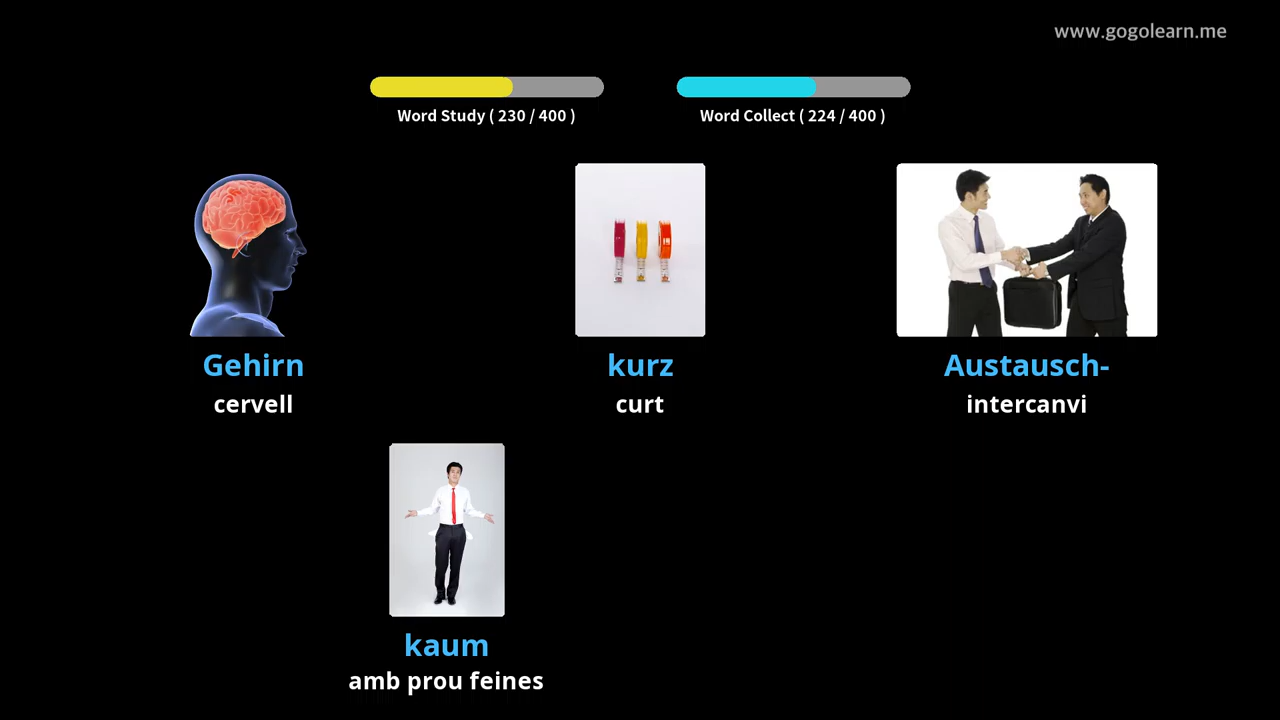 www.gogolearn.me
Word Study ( 230 / 400 )
Word Collect ( 224 / 400 )
Gehirn
cervell
kurz
curt
Austausch-
intercanvi
kaum
amb prou feines